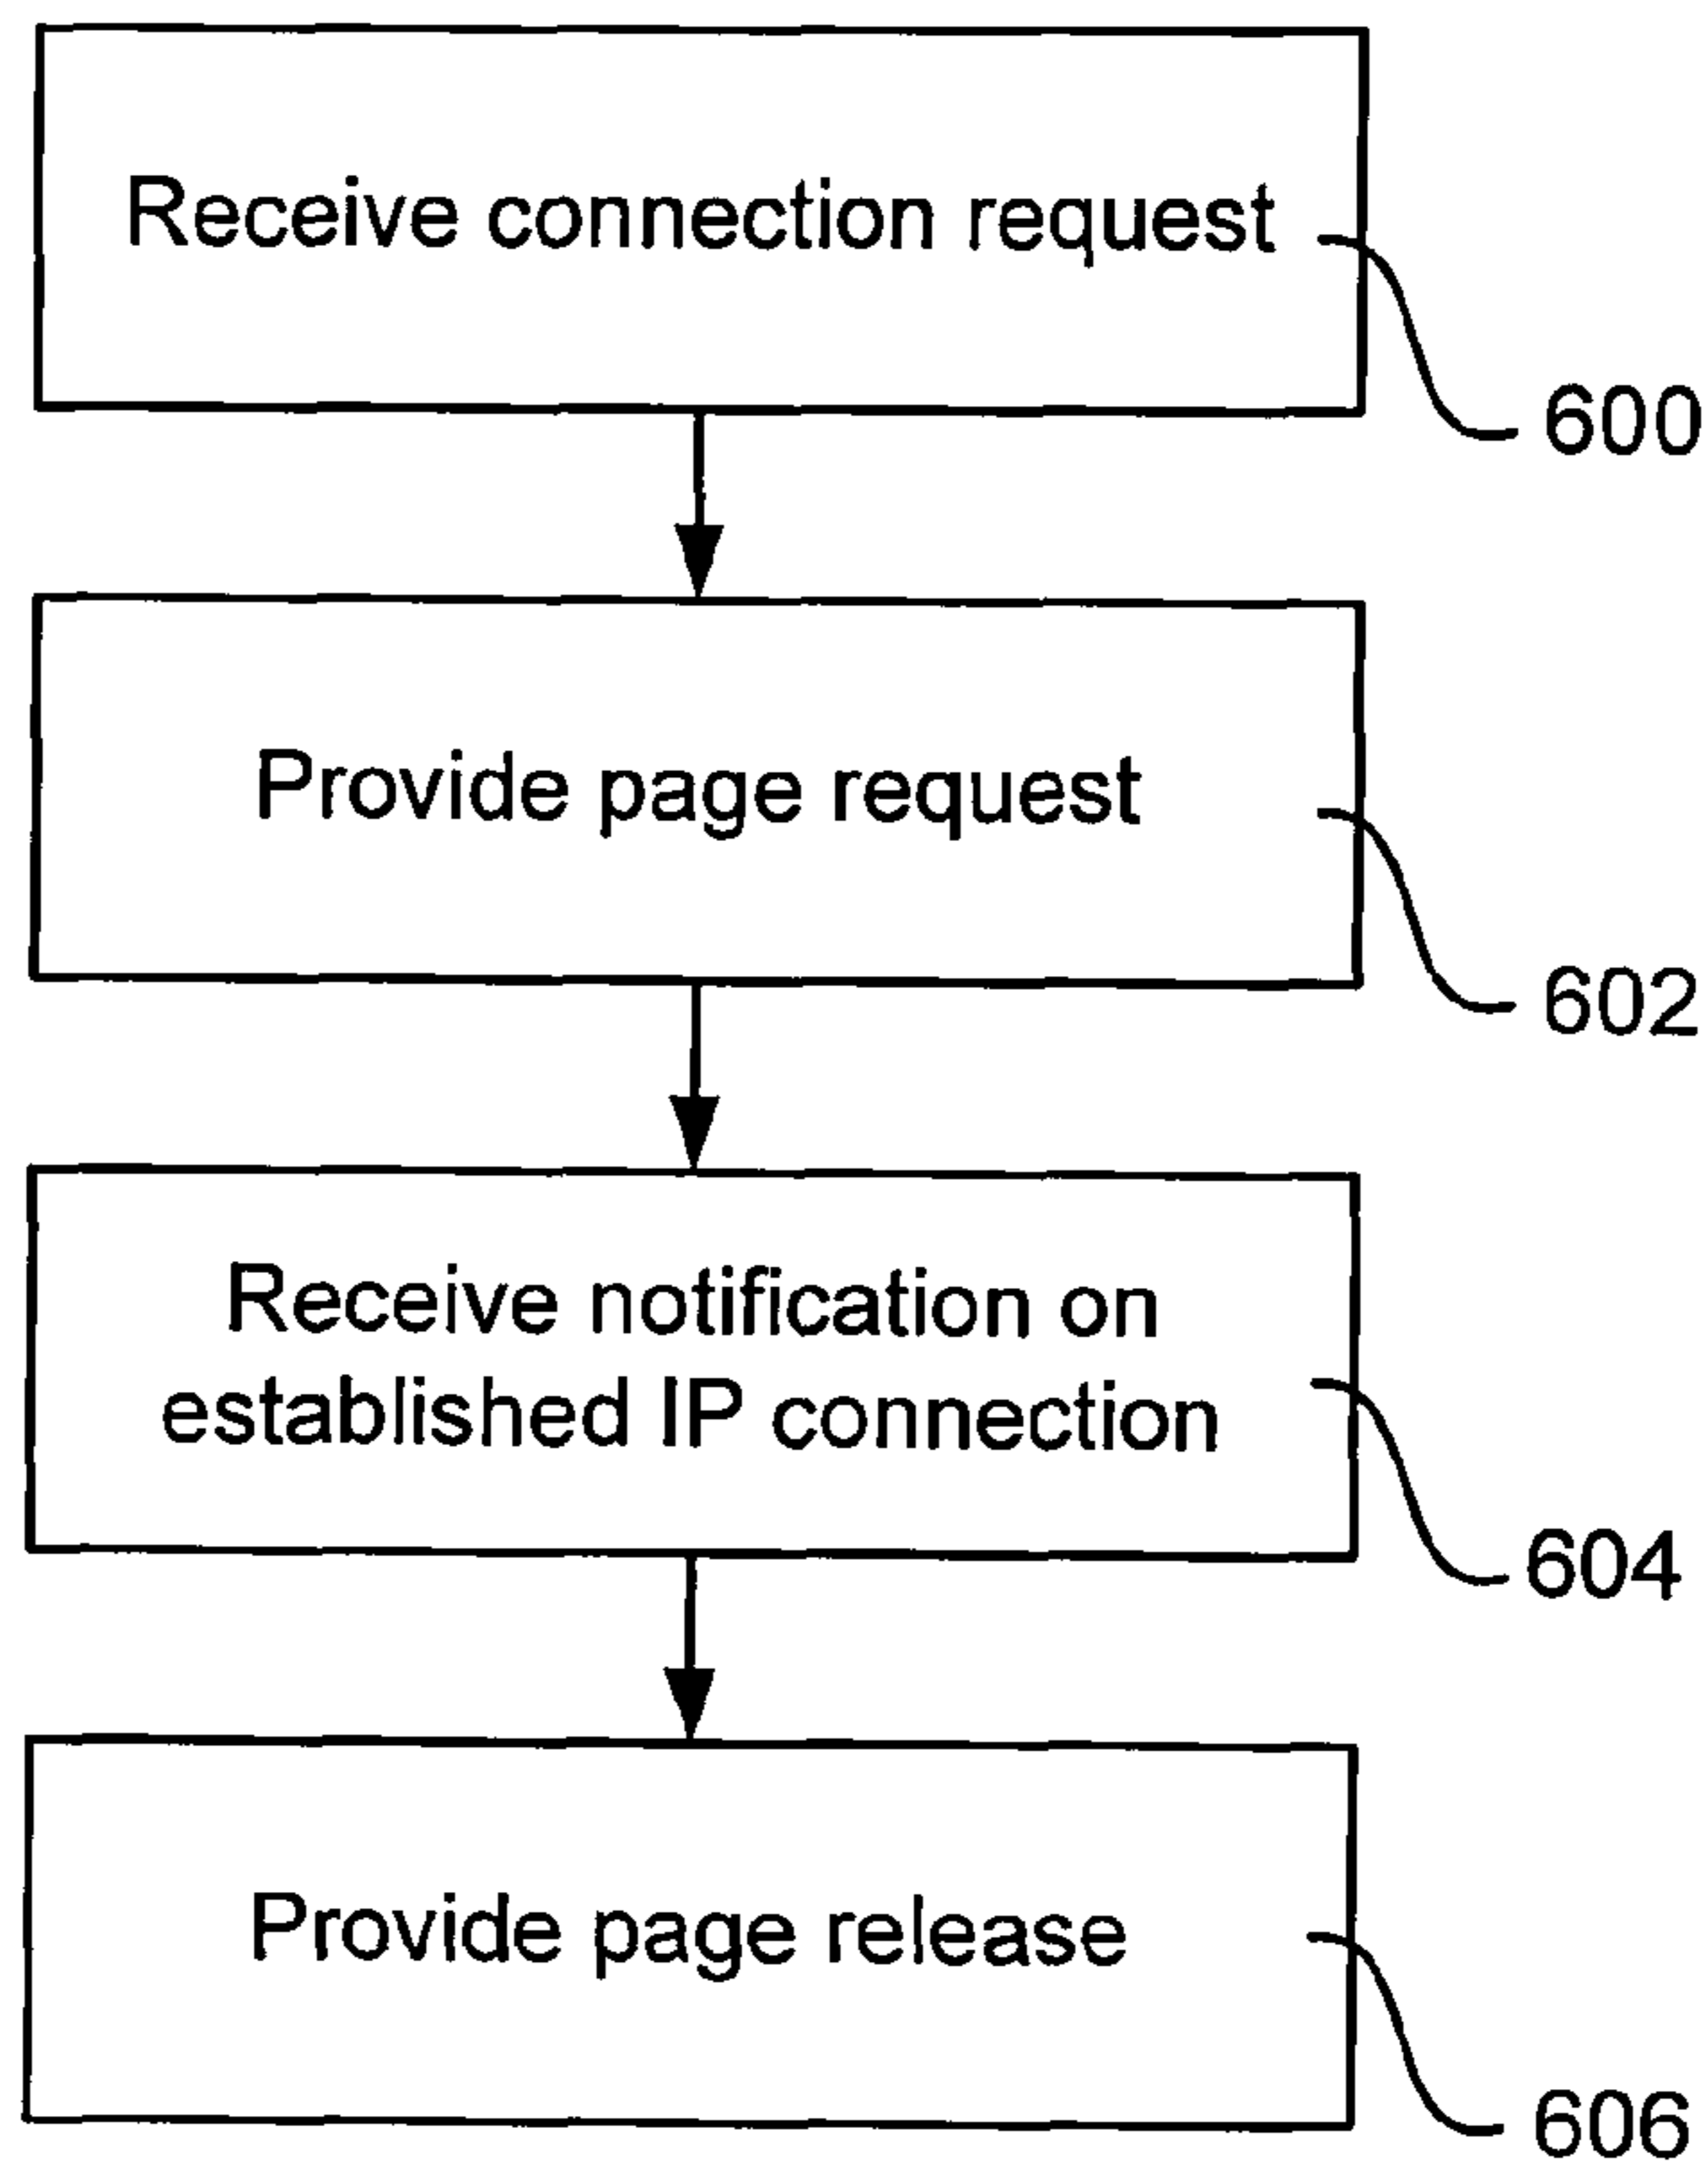 Receive connection request
600
Provide page request
602
Receive notification on
established IP connection
604
Provide page release
606